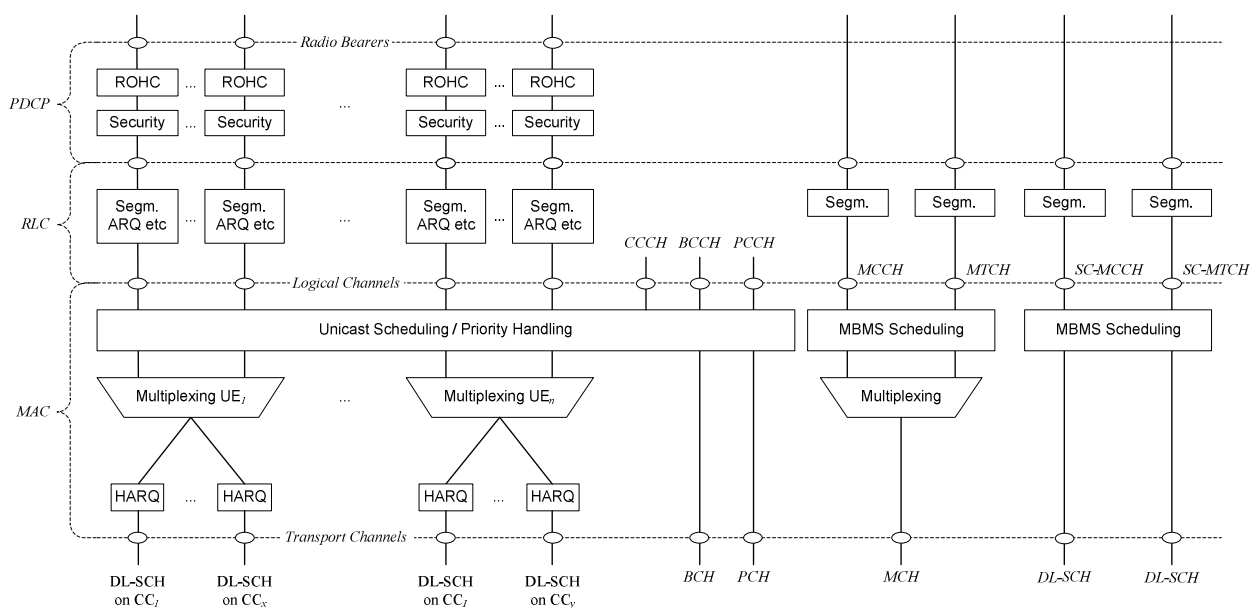 Radio Bearers
ROHC ... ROHC ROHC ... ROHC
PDCP ...
Security ... Security Security ... Security
Segm. ARQ etc ... Segm. ARQ etc ... Segm. ARQ etc ... Segm. ARQ etc Segm. Segm. Segm. Segm.
RLC
CCCH BCCH PCCH
MCCH MTCH SC-MCCH SC-MTCH
Logical Channels
Unicast Scheduling / Priority Handling MBMS Scheduling MBMS Scheduling
Multiplexing UE1 ... Multiplexing UEn Multiplexing
MAC
HARQ ... HARQ HARQ ... HARQ
Transport Channels
DL-SCH DL-SCH DL-SCH DL-SCH BCH PCH MCH DL-SCH DL-SCH
on CC1 on CCx on CC1 on CCy